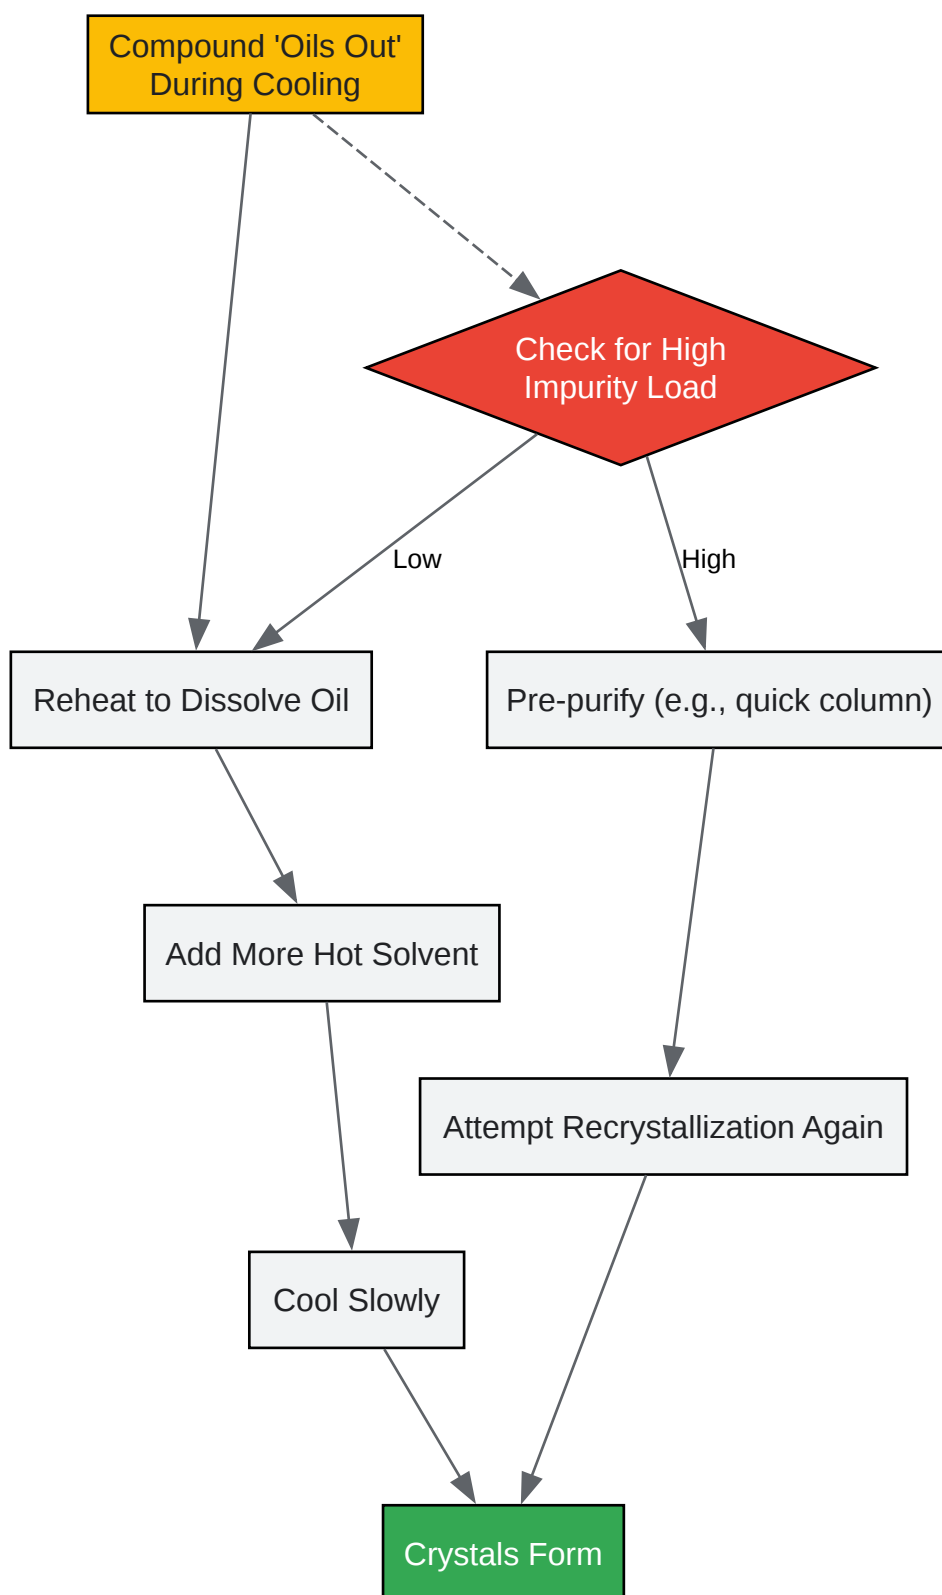 Compound 'Oils Out'
During Cooling
Check for High
Impurity Load
Low
High
Reheat to Dissolve Oil
Pre-purify (e.g., quick column)
Add More Hot Solvent
Attempt Recrystallization Again
Cool Slowly
Crystals Form